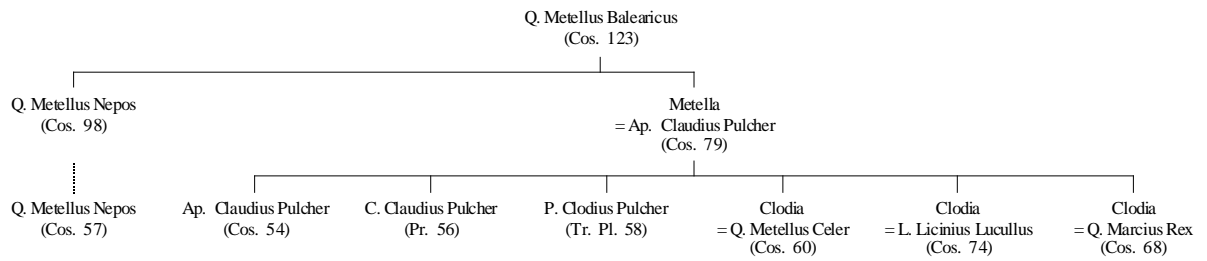 Q. Metellus Balearicus
(Cos. 123)
Q. Metellus Nepos
(Cos. 98)
Metella
= Ap. Claudius Pulcher
(Cos. 79)
Q. Metellus Nepos
(Cos. 57)
Ap. Claudius Pulcher
(Cos. 54)
C. Claudius Pulcher
(Pr. 56)
P. Clodius Pulcher
(Tr. Pl. 58)
Clodia
= Q. Metellus Celer
(Cos. 60)
Clodia
= L. Licinius Lucullus
(Cos. 74)
Clodia
= Q. Marcius Rex
(Cos. 68)